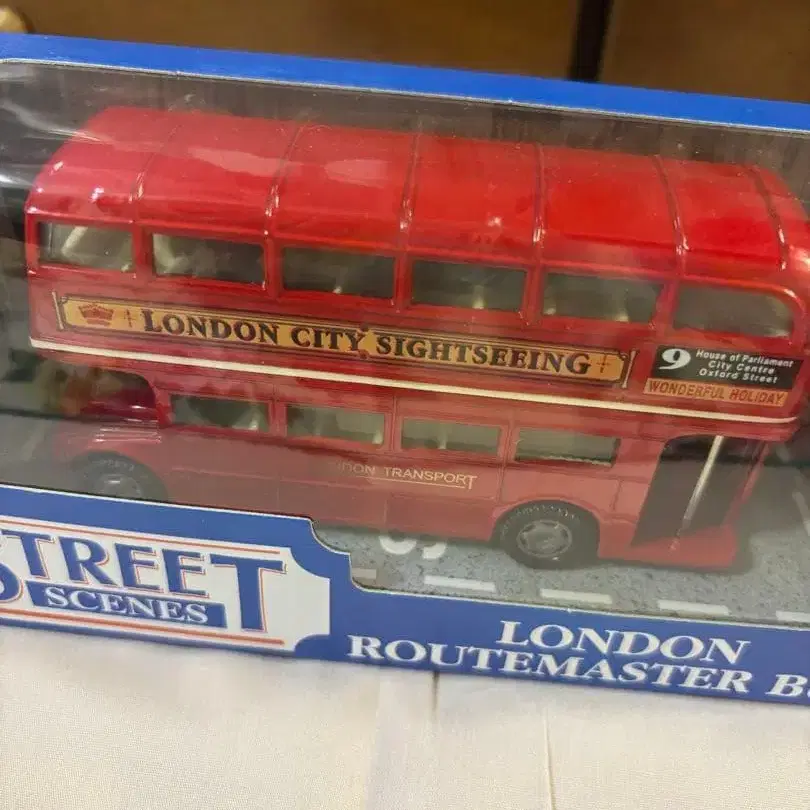 LONDON CITY SIGHTSEEING
9
House of Parliament
City Centre
Oxford Street
WONDERFUL HOLIDAY
TRANSPORT
STREET
SCENES
LONDON
ROUTEMASTER